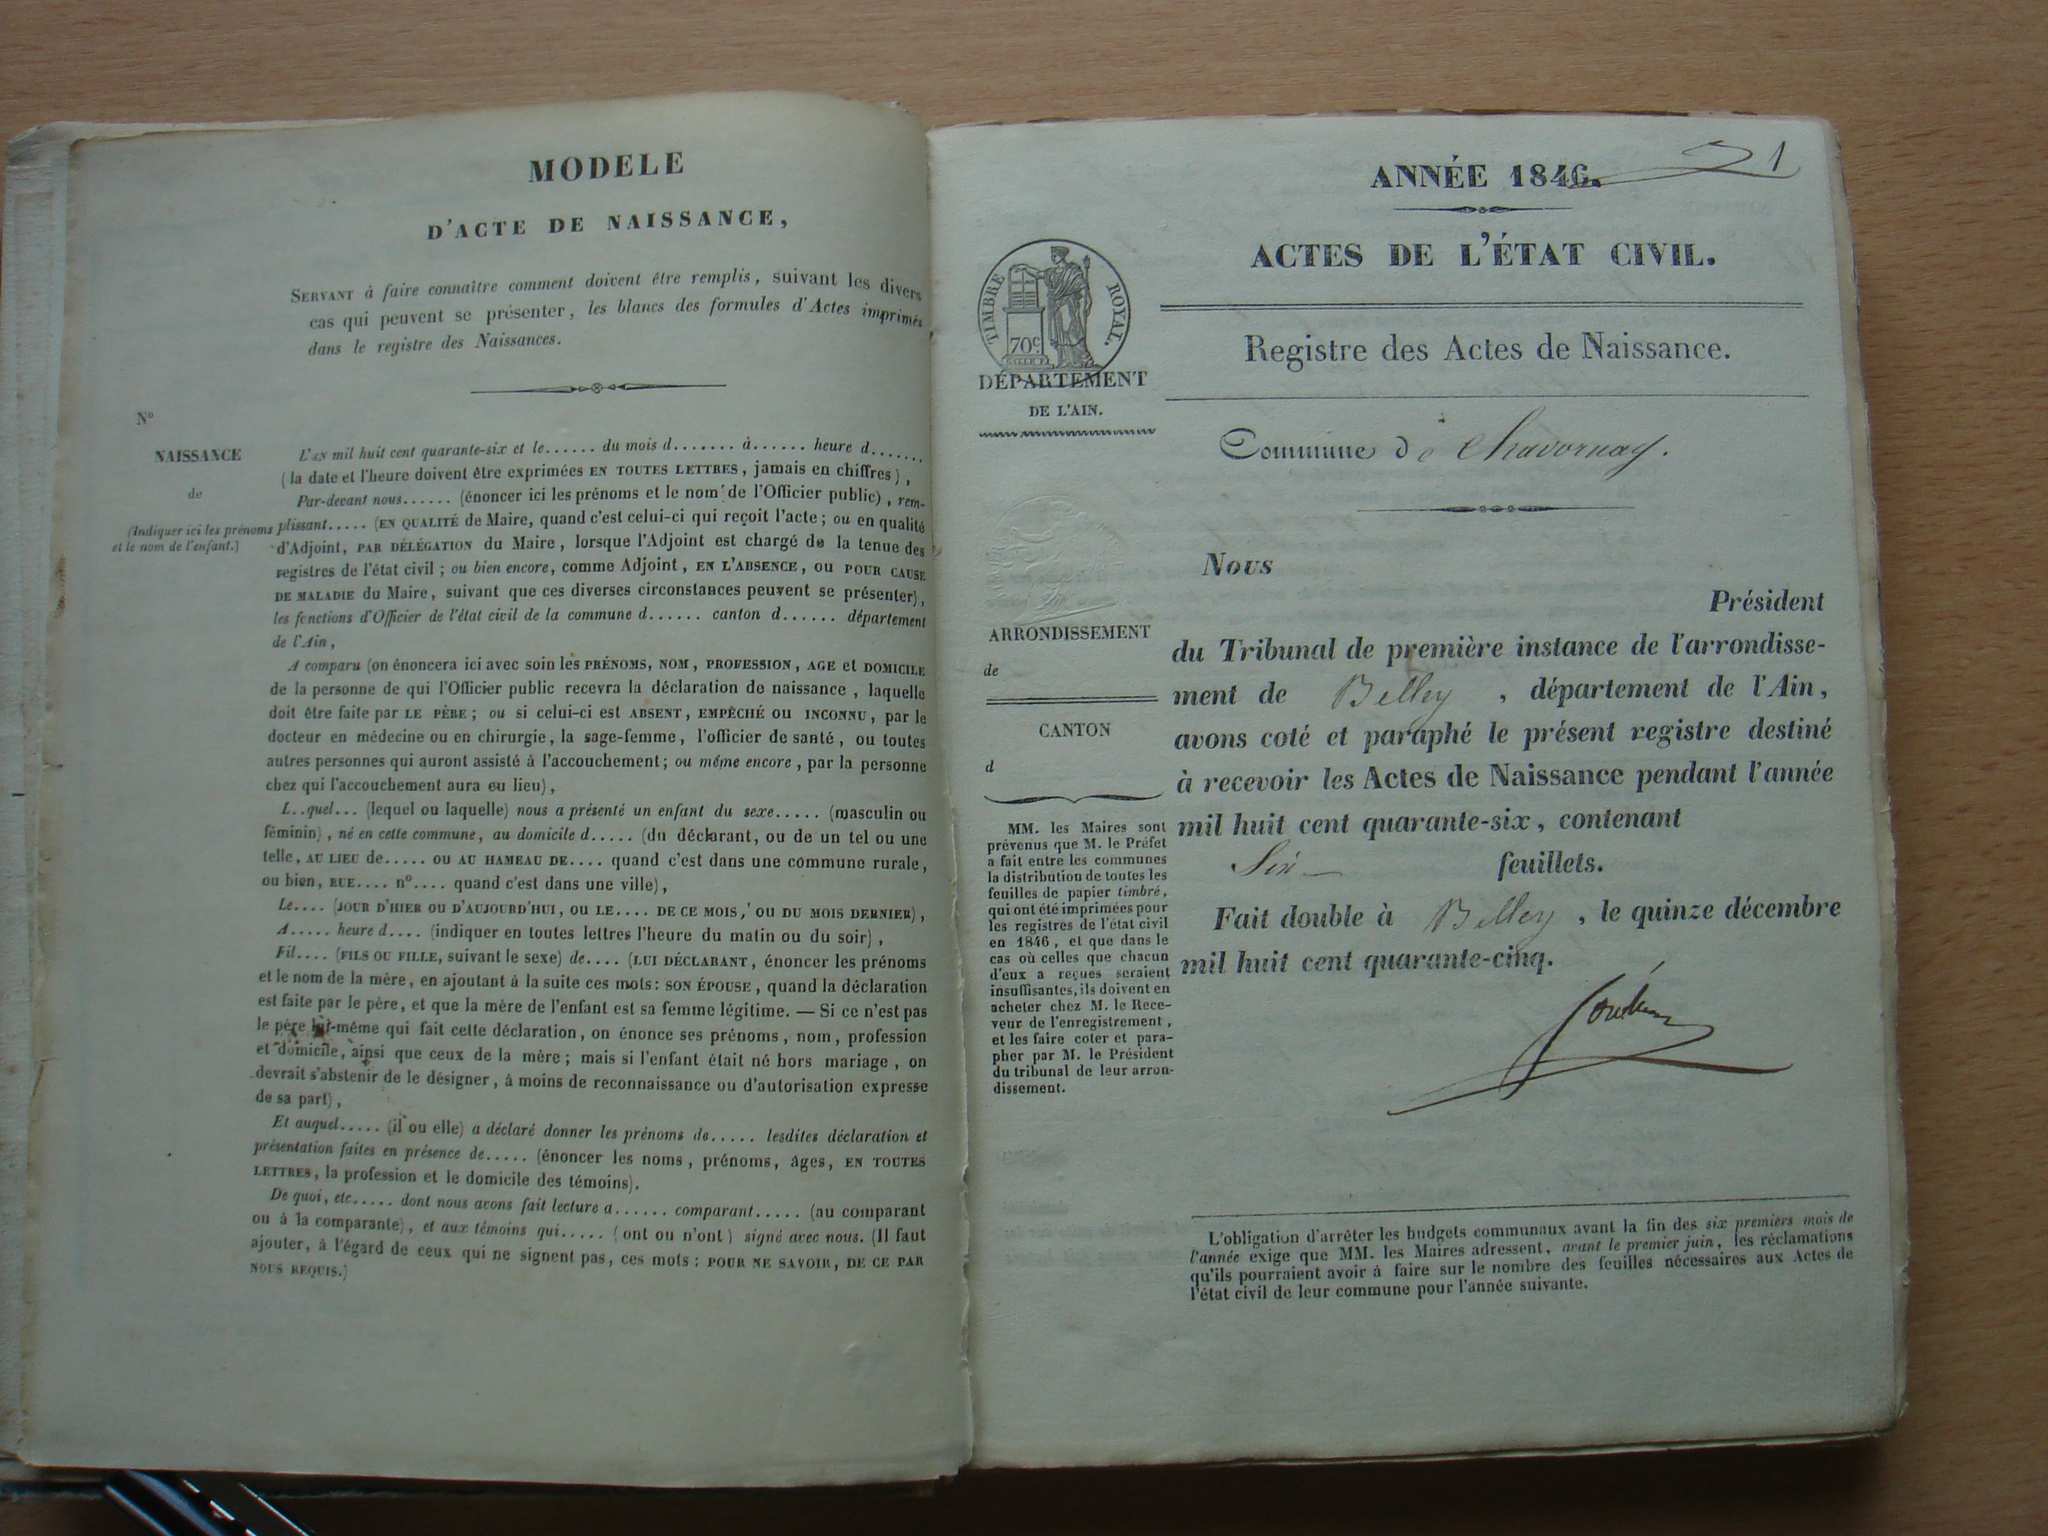 MODELE
D'ACTE DE NAISSANCE,
SERVANT à faire connaître comment doivent être remplis, suivant les divers
cas qui peuvent se présenter, les blancs des formules d'Actes imprimés
dans le registre des Naissances.
No
NAISSANCE
de
(Indiquer ici les prénoms
et le nom de l'enfant.)
L'AN mil huit cent quarante-six et le...... du mois d....... à...... heure d.......
(la date et l'heure doivent être exprimées EN TOUTES LETTRES, jamais en chiffres),
Par-devant nous...... (énoncer ici les prénoms et le nom de l'Officier public), rem-
plissant..... (EN QUALITÉ de Maire, quand c'est celui-ci qui reçoit l'acte; ou en qualité
d'Adjoint, PAR DÉLÉGATION du Maire, lorsque l'Adjoint est chargé de la tenue des
registres de l'état civil; ou bien encore, comme Adjoint, EN L'ABSENCE, OU POUR CAUSE
DE MALADIE du Maire, suivant que ces diverses circonstances peuvent se présenter),
les fonctions d'Officier de l'état civil de la commune d...... canton d...... département
de l'Ain,
A comparu (on énoncera ici avec soin les PRÉNOMS, NOM, PROFESSION, AGE et DOMICILE
de la personne de qui l'Officier public recevra la déclaration de naissance, laquelle
doit être faite par LE PÈRE; ou si celui-ci est ABSENT, EMPÊCHÉ OU INCONNU, par le
docteur en médecine ou en chirurgie, la sage-femme, l'officier de santé, ou toutes
autres personnes qui auront assisté à l'accouchement; ou même encore, par la personne
chez qui l'accouchement aura eu lieu),
L..quel... (lequel ou laquelle) nous a présenté un enfant du sexe..... (masculin ou
féminin), né en cette commune, au domicile d..... (du déclarant, ou de un tel ou une
telle, AU LIEU de..... OU AU HAMEAU DE.... quand c'est dans une commune rurale,
ou bien, RUE.... no.... quand c'est dans une ville),
Le.... (JOUR D'HIER OU D'AUJOURD'HUI, OU LE.... DE CE MOIS, OU DU MOIS DERNIER),
A..... heure d.... (indiquer en toutes lettres l'heure du matin ou du soir),
Fil.... (FILS OU FILLE, suivant le sexe) de.... (LUI DÉCLARANT, énoncer les prénoms
et le nom de la mère, en ajoutant à la suite ces mots: SON ÉPOUSE, quand la déclaration
est faite par le père, et que la mère de l'enfant est sa femme légitime. — Si ce n'est pas
le père lui-même qui fait cette déclaration, on énonce ses prénoms, nom, profession
et domicile, ainsi que ceux de la mère; mais si l'enfant était né hors mariage, on
devrait s'abstenir de le désigner, à moins de reconnaissance ou d'autorisation expresse
de sa part),
Et auquel..... (il ou elle) a déclaré donner les prénoms de..... lesdites déclaration et
présentation faites en présence de..... (énoncer les noms, prénoms, âges, EN TOUTES
LETTRES, la profession et le domicile des témoins).
De quoi, etc..... dont nous avons fait lecture a...... comparant..... (au comparant
ou à la comparante), et aux témoins qui..... (ont ou n'ont) signé avec nous. (Il faut
ajouter, à l'égard de ceux qui ne signent pas, ces mots: POUR NE SAVOIR, DE CE PAR
NOUS REQUIS.)
1
ANNÉE 1846.
ACTES DE L'ÉTAT CIVIL.
Registre des Actes de Naissance.
TIMBRE ROYAL.
70c
DÉPARTEMENT
DE L'AIN.
Commune de Chavornay.
ARRONDISSEMENT
de
CANTON
d
MM. les Maires sont
prévenus que M. le Préfet
a fait entre les communes
la distribution de toutes les
feuilles de papier timbré,
qui ont été imprimées pour
les registres de l'état civil
en 1846, et que dans le
cas où celles que chacun
d'eux a reçues seraient
insuffisantes, ils doivent en
acheter chez M. le Rece-
veur de l'enregistrement,
et les faire coter et para-
pher par M. le Président
du tribunal de leur arron-
dissement.
Nous
Président
du Tribunal de première instance de l'arrondisse-
ment de Belley, département de l'Ain,
avons coté et paraphé le présent registre destiné
à recevoir les Actes de Naissance pendant l'année
mil huit cent quarante-six, contenant
Six feuillets.
Fait double à Belley, le quinze décembre
mil huit cent quarante-cinq.
L'obligation d'arrêter les budgets communaux avant la fin des six premiers mois de
l'année exige que MM. les Maires adressent, avant le premier juin, les réclamations
qu'ils pourraient avoir à faire sur le nombre des feuilles nécessaires aux Actes de
l'état civil de leur commune pour l'année suivante.